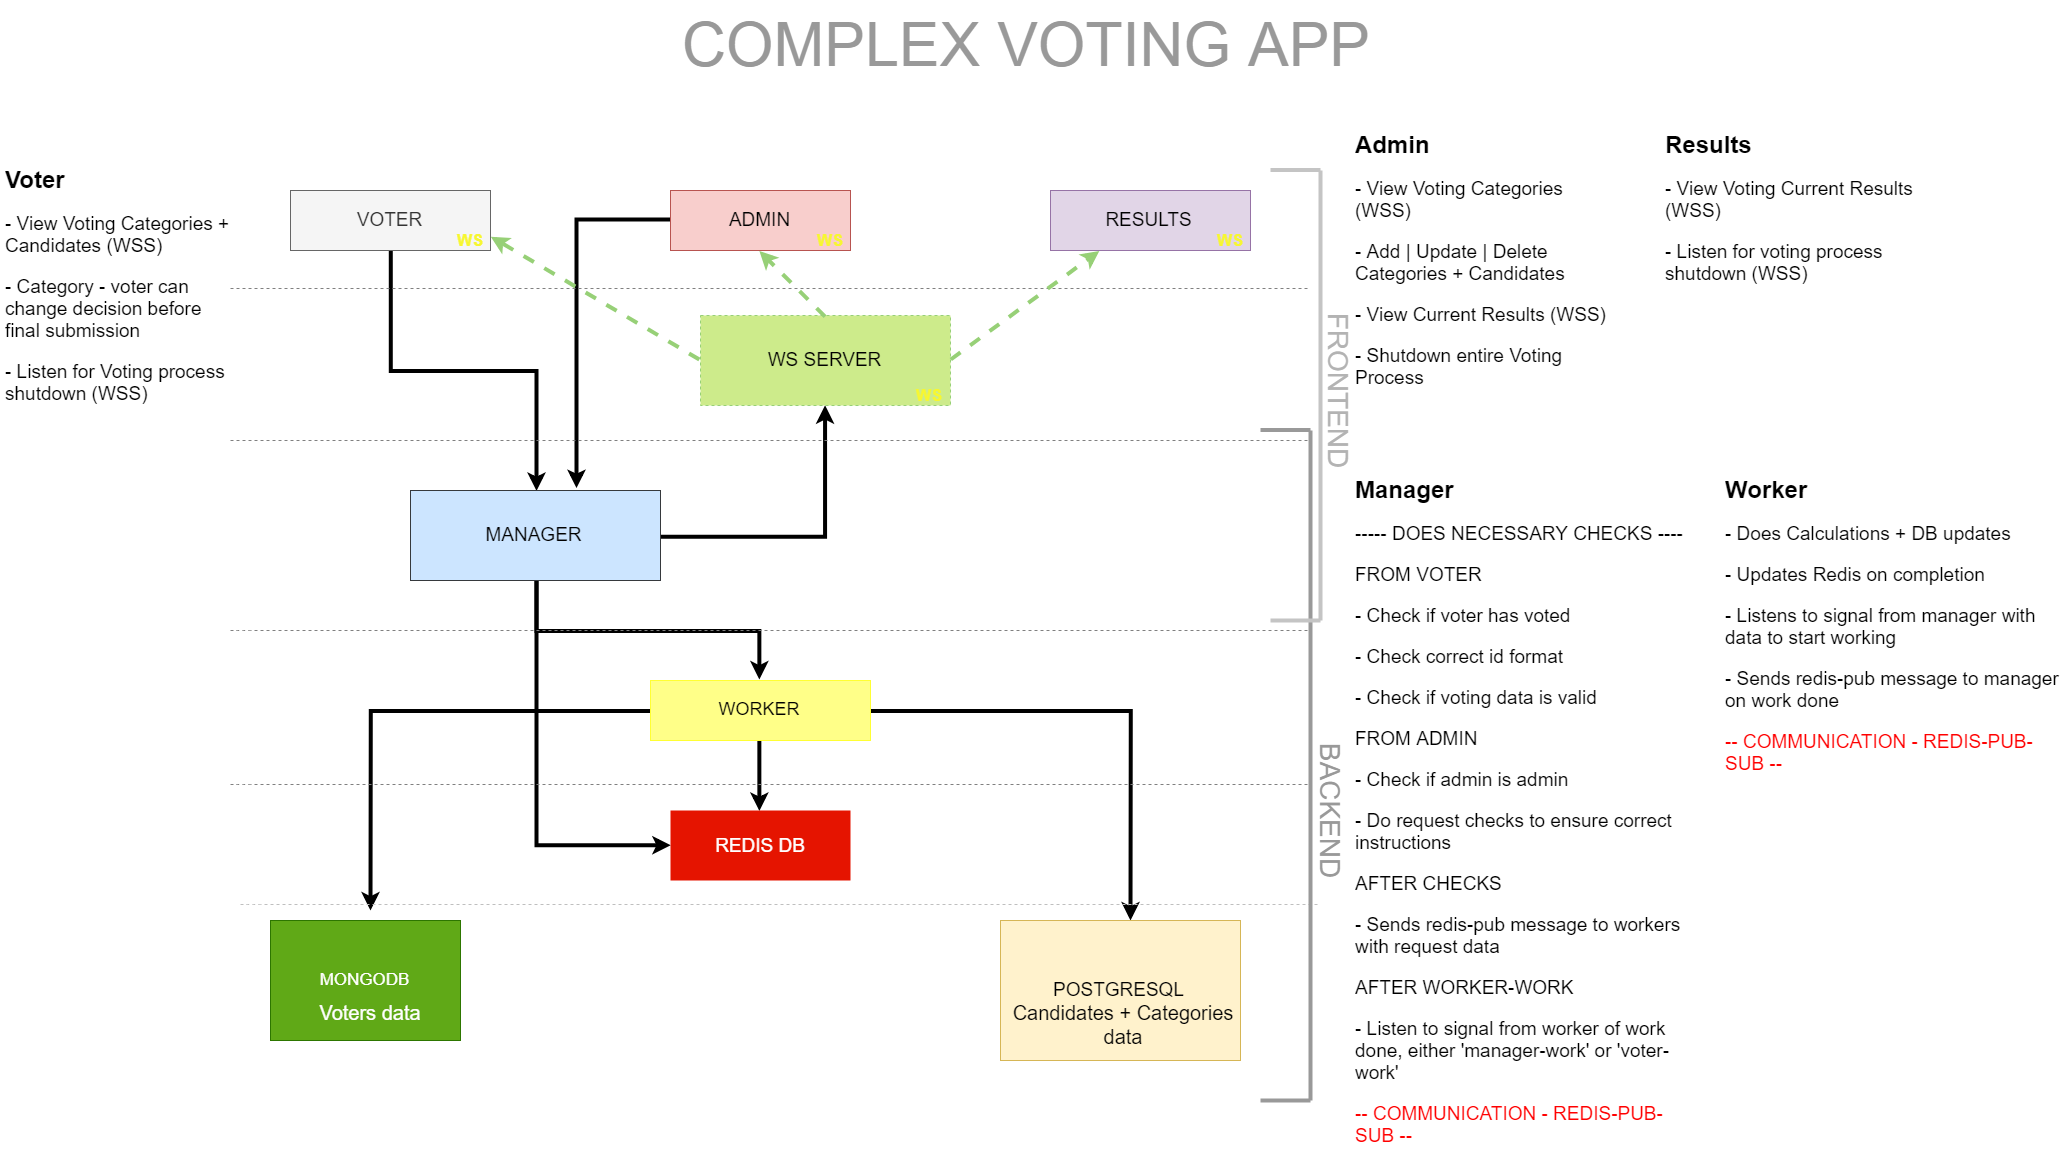 COMPLEX VOTING APP
Voter
- View Voting Categories +
Candidates (WSS)
- Category - voter can
change decision before
final submission
- Listen for Voting process
shutdown (WSS)
VOTER
WS
ADMIN
WS
RESULTS
WS
WS SERVER
WS
MANAGER
WORKER
REDIS DB
MONGODB
Voters data
POSTGRESQL
Candidates + Categories
data
FRONTEND
BACKEND
Admin
- View Voting Categories
(WSS)
- Add | Update | Delete
Categories + Candidates
- View Current Results (WSS)
- Shutdown entire Voting
Process
Results
- View Voting Current Results
(WSS)
- Listen for voting process
shutdown (WSS)
Manager
----- DOES NECESSARY CHECKS ----
FROM VOTER
- Check if voter has voted
- Check correct id format
- Check if voting data is valid
FROM ADMIN
- Check if admin is admin
- Do request checks to ensure correct
instructions
AFTER CHECKS
- Sends redis-pub message to workers
with request data
AFTER WORKER-WORK
- Listen to signal from worker of work
done, either 'manager-work' or 'voter-
work'
-- COMMUNICATION - REDIS-PUB-
SUB --
Worker
- Does Calculations + DB updates
- Updates Redis on completion
- Listens to signal from manager with
data to start working
- Sends redis-pub message to manager
on work done
-- COMMUNICATION - REDIS-PUB-
SUB --